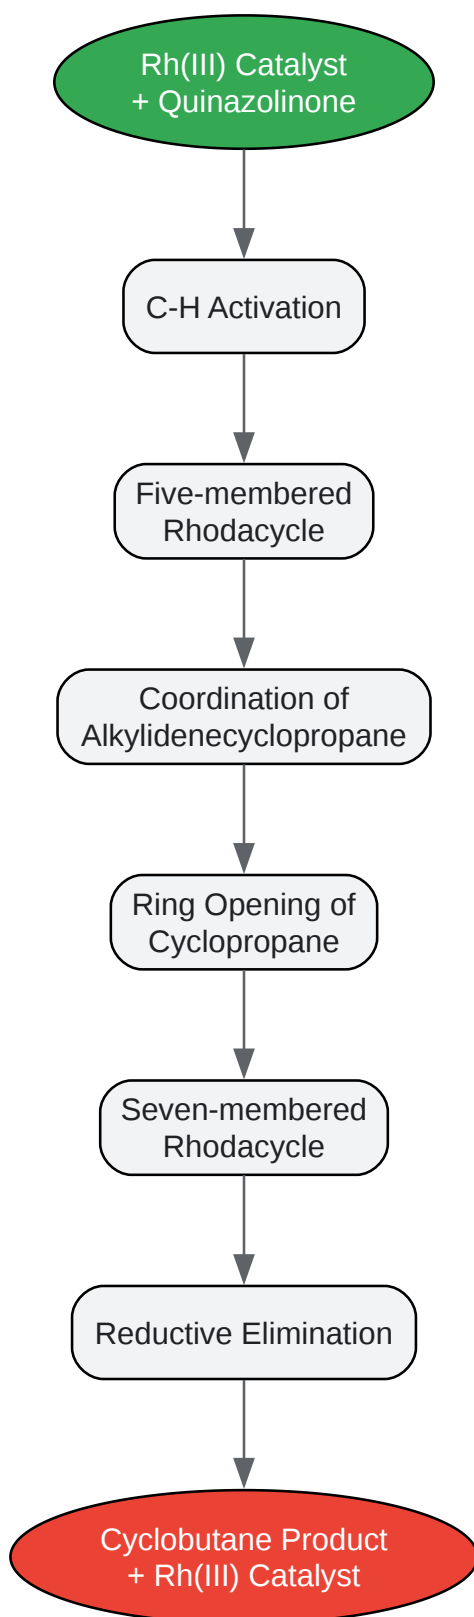 Rh(III) Catalyst
+ Quinazolinone
C-H Activation
Five-membered
Rhodacycle
Coordination of
Alkylidenecyclopropane
Ring Opening of
Cyclopropane
Seven-membered
Rhodacycle
Reductive Elimination
Cyclobutane Product
+ Rh(III) Catalyst